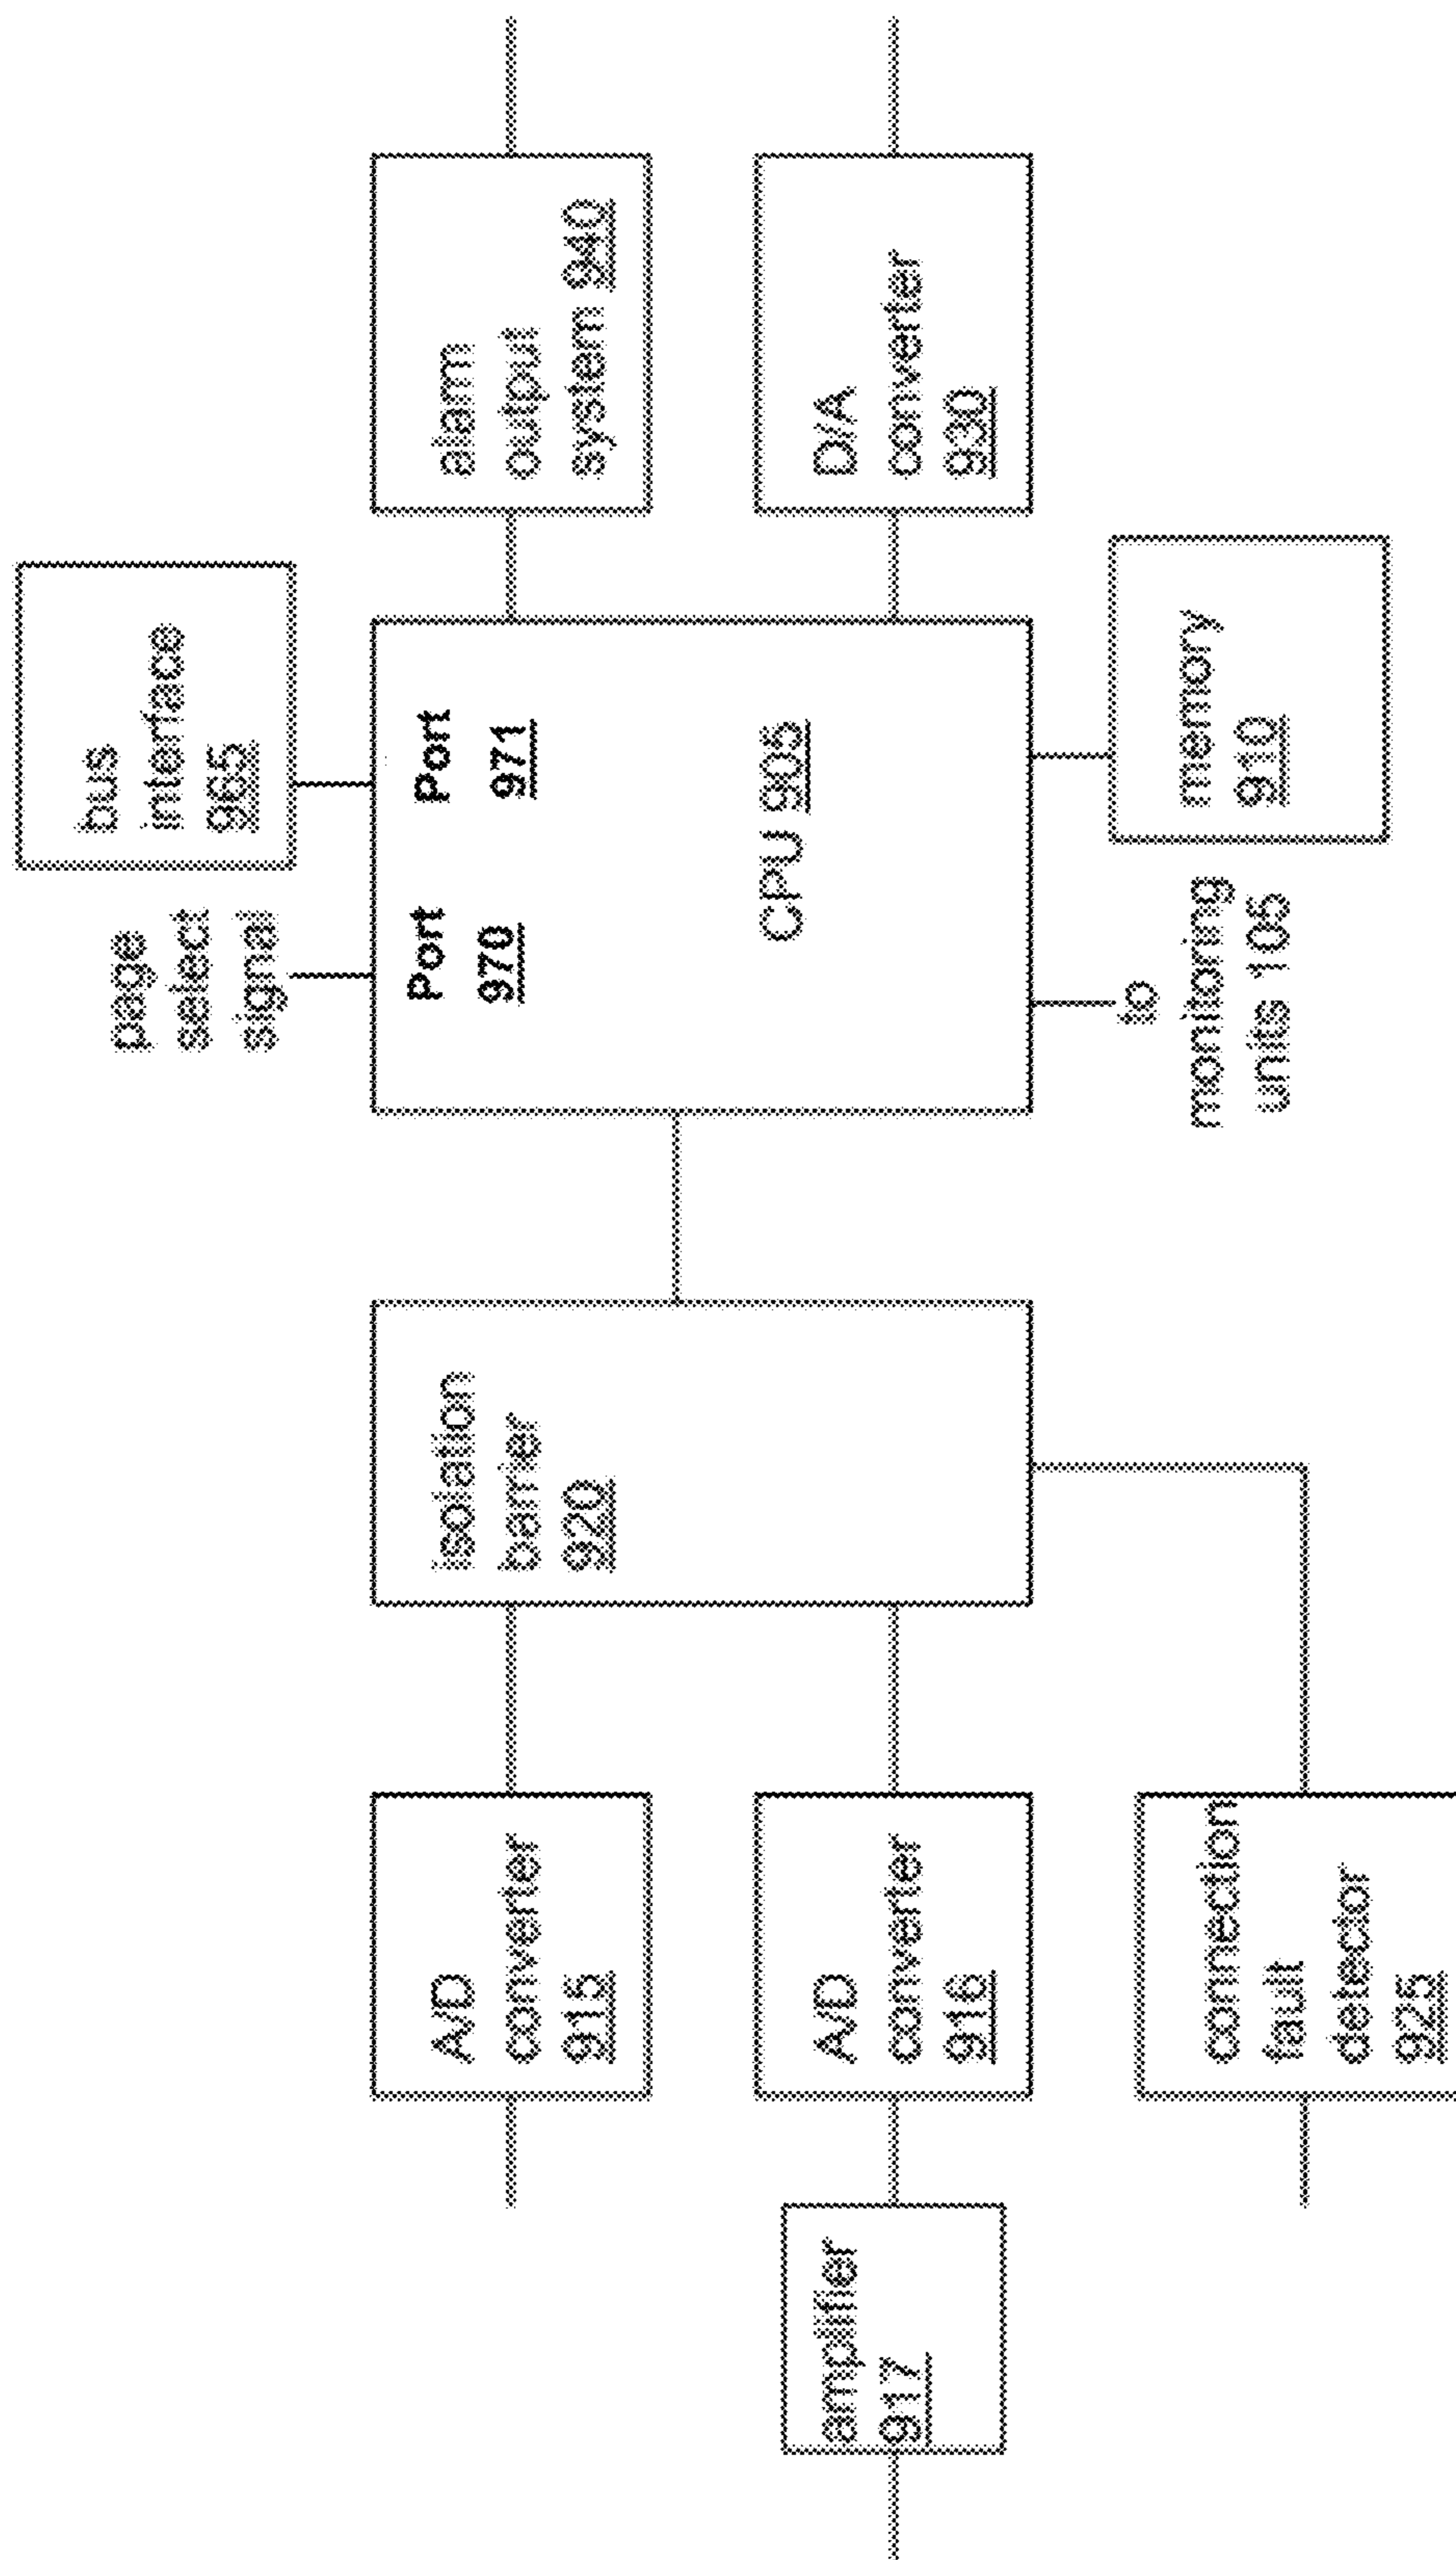 page
select
signal
bus
interface
965
amplifier
917
A/D
converter
915
A/D
converter
916
connection
fault
detector
925
isolation
barrier
920
Port
970
Port
971
CPU 905
to
monitoring
units 105
memory
910
alarm
output
system 940
D/A
converter
930